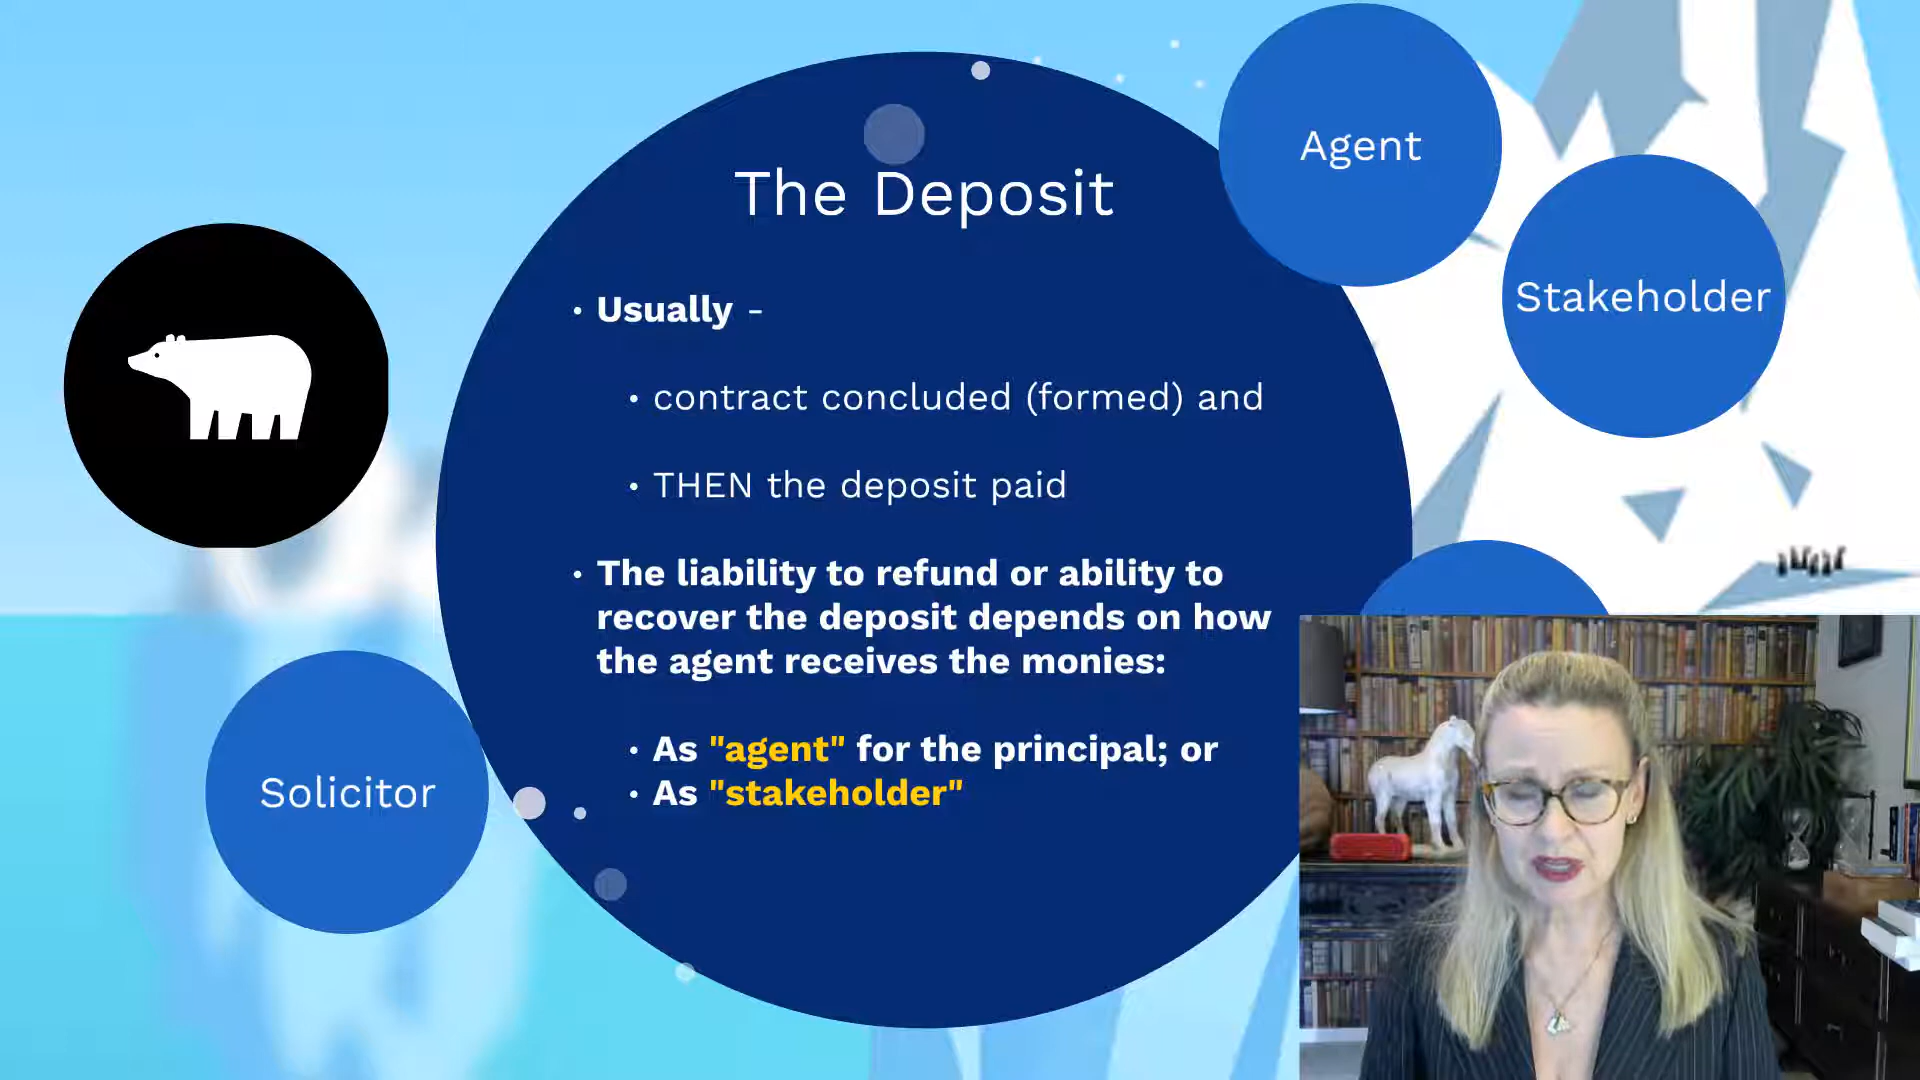 The Deposit
Usually –
contract concluded (formed) and
THEN the deposit paid
The liability to refund or ability to
recover the deposit depends on how
the agent receives the monies:
As "agent" for the principal; or
As "stakeholder"
Agent
Stakeholder
Solicitor